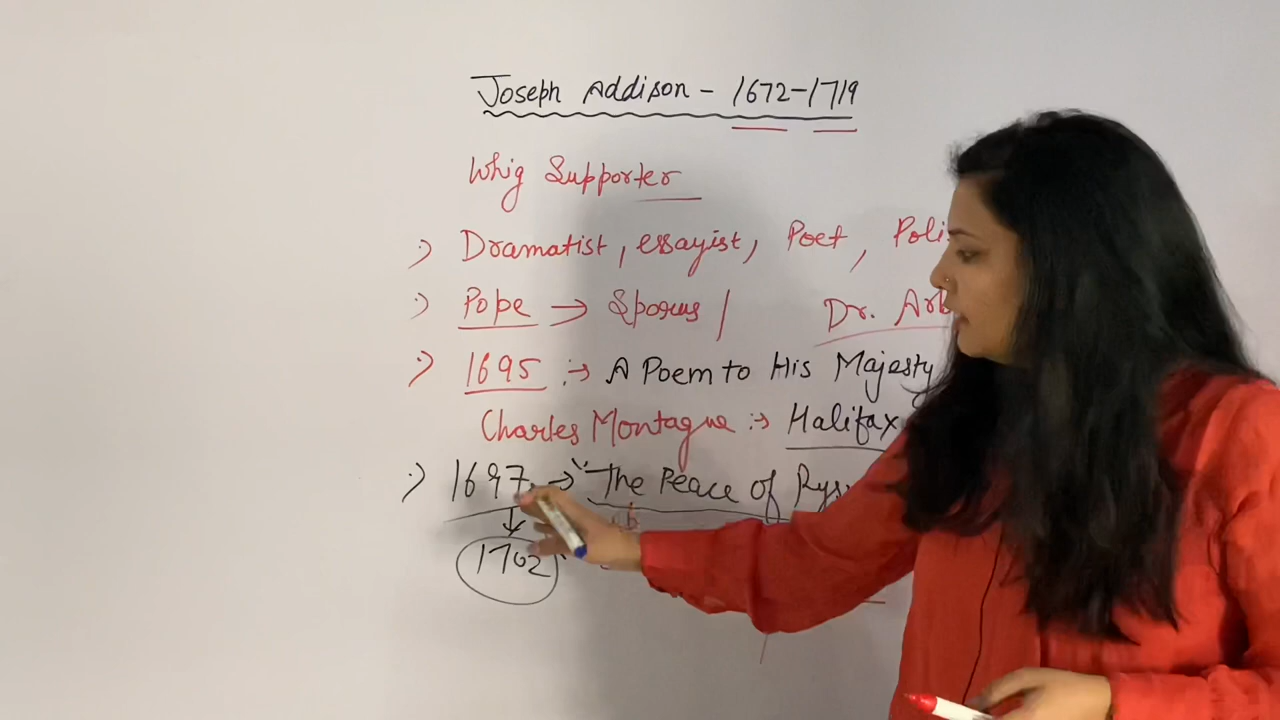 Joseph Addison - 1672-1719
Whig Supporter
:) Dramatist, essayist, Poet, Poli
:) Pope → Sporus / Dr. Arb
:) 1695 :→ A Poem to His Majesty
Charles Montague :→ Halifax
:) 1697 → "The Peace of Rys
↓
1702